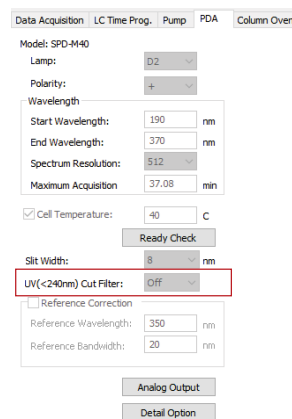 Data Acquisition LC Time Prog. Pump PDA Column Oven
Model: SPD-M40
Lamp: D2
Polarity: +
Wavelength
Start Wavelength: 190 nm
End Wavelength: 370 nm
Spectrum Resolution: 512
Maximum Acquisition 37.08 min
Cell Temperature: 40 C
Ready Check
Slit Width: 8 nm
UV(<240nm) Cut Filter: Off
Reference Correction
Reference Wavelength: 350 nm
Reference Bandwidth: 20 nm
Analog Output
Detail Option